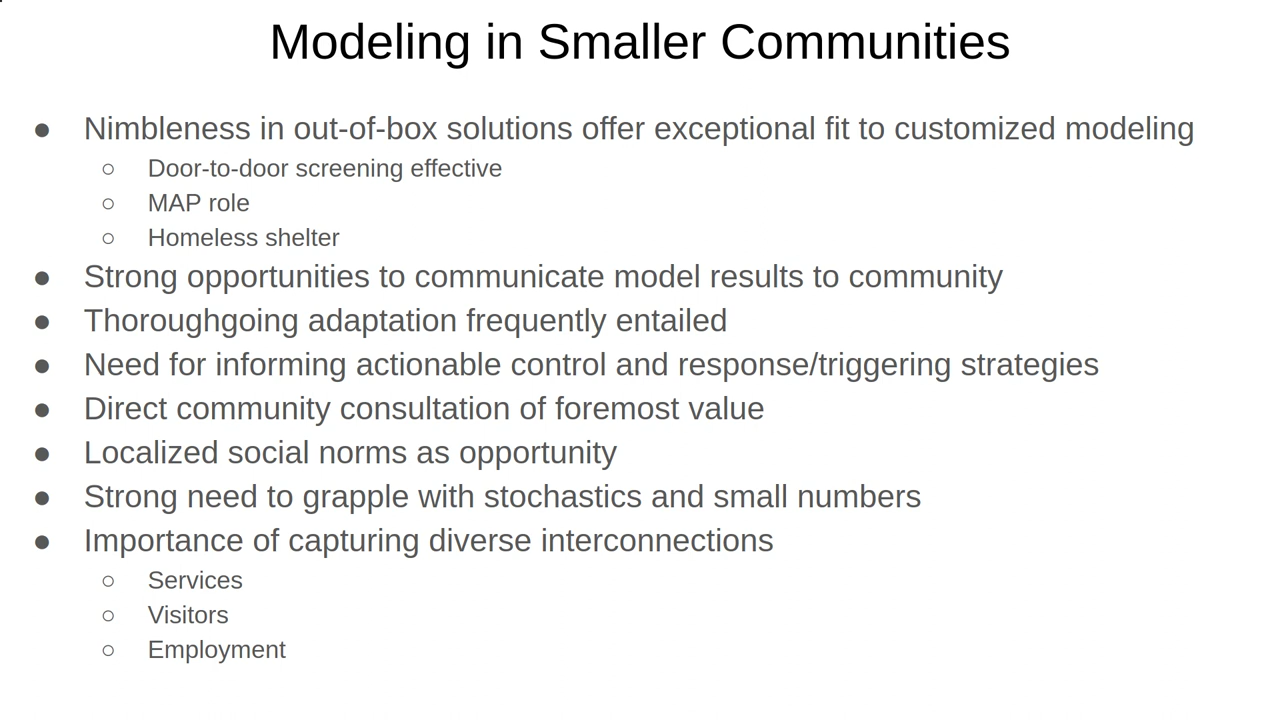 Modeling in Smaller Communities
● Nimbleness in out-of-box solutions offer exceptional fit to customized modeling
○ Door-to-door screening effective
○ MAP role
○ Homeless shelter
● Strong opportunities to communicate model results to community
● Thoroughgoing adaptation frequently entailed
● Need for informing actionable control and response/triggering strategies
● Direct community consultation of foremost value
● Localized social norms as opportunity
● Strong need to grapple with stochastics and small numbers
● Importance of capturing diverse interconnections
○ Services
○ Visitors
○ Employment